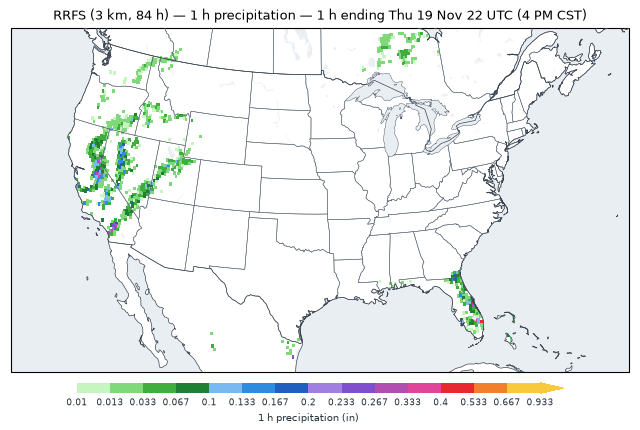 RRFS (3 km, 84 h) — 1 h precipitation — 1 h ending Thu 19 Nov 22 UTC (4 PM CST)
0.01 0.013 0.033 0.067 0.1 0.133 0.167 0.2 0.233 0.267 0.333 0.4 0.533 0.667 0.933
1 h precipitation (in)